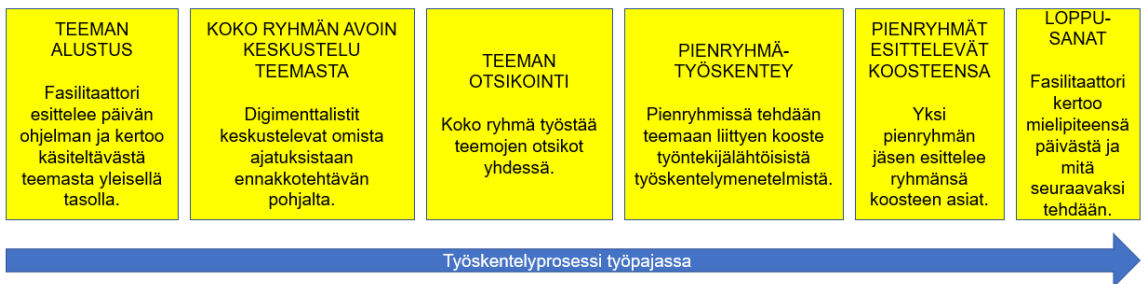 TEEMAN
ALUSTUS
Fasilitaattori
esittelee päivän
ohjelman ja kertoo
käsiteltävästä
teemasta yleisellä
tasolla.
KOKO RYHMÄN AVOIN
KESKUSTELU
TEEMASTA
Digimenttalistit
keskustelevat omista
ajatuksistaan
ennakkotehtävän
pohjalta.
TEEMAN
OTSIKOINTI
Koko ryhmä työstää
teemojen otsikot
yhdessä.
PIENRYHMÄ-
TYÖSKENTEY
Pienryhmissä tehdään
teemaan liittyen kooste
työntekijälähtöisistä
työskentelymenetelmistä.
PIENRYHMÄT
ESITTELEVÄT
KOOSTEENSA
Yksi
pienryhmän
jäsen esittelee
ryhmänsä
koosteen asiat.
LOPPU-
SANAT
Fasilitaattori
kertoo
mielipiteensä
päivästä ja
mitä
seuraavaksi
tehdään.
Työskentelyprosessi työpajassa